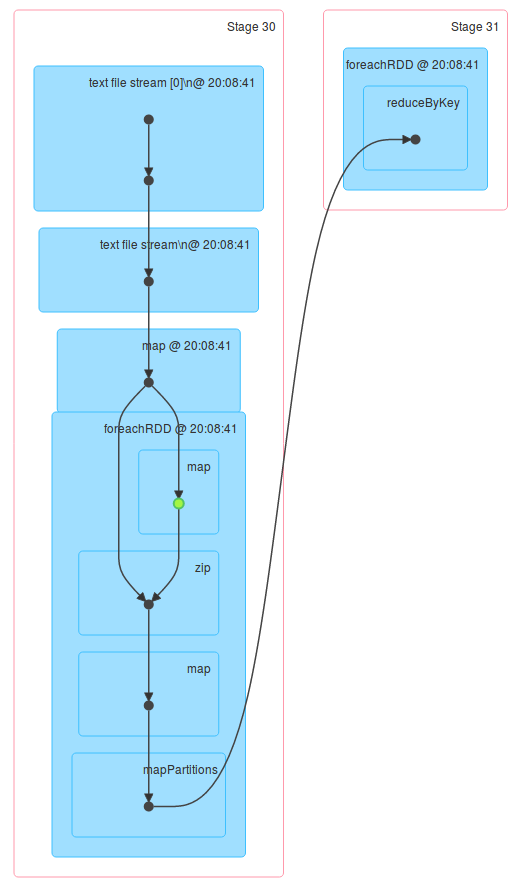 Stage 30
text file stream [0]\n@ 20:08:41
text file stream\n@ 20:08:41
map @ 20:08:41
foreachRDD @ 20:08:41
map
zip
map
mapPartitions
Stage 31
foreachRDD @ 20:08:41
reduceByKey